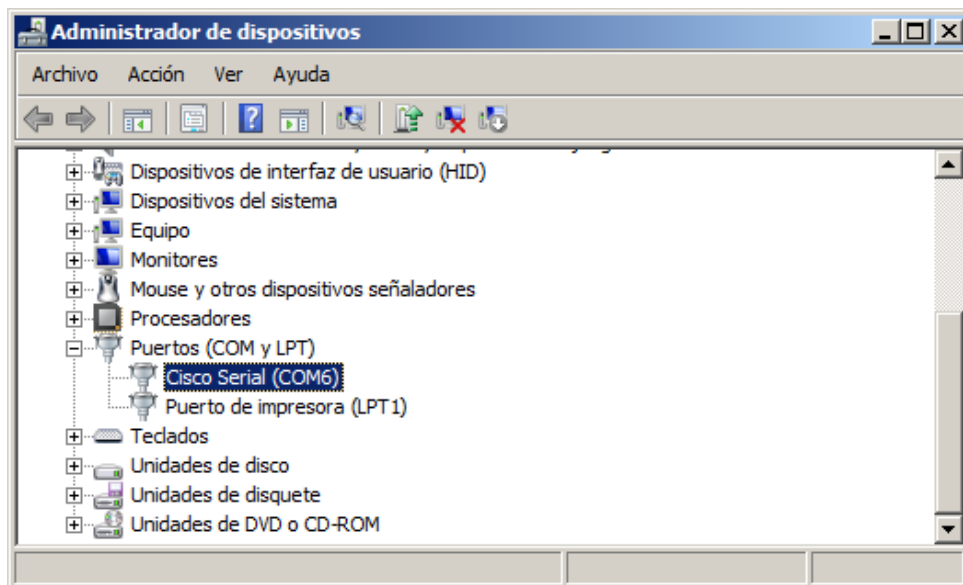 Administrador de dispositivos
Archivo Acción Ver Ayuda
Dispositivos de interfaz de usuario (HID)
Dispositivos del sistema
Equipo
Monitores
Mouse y otros dispositivos señaladores
Procesadores
Puertos (COM y LPT)
Cisco Serial (COM6)
Puerto de impresora (LPT1)
Teclados
Unidades de disco
Unidades de disquete
Unidades de DVD o CD-ROM